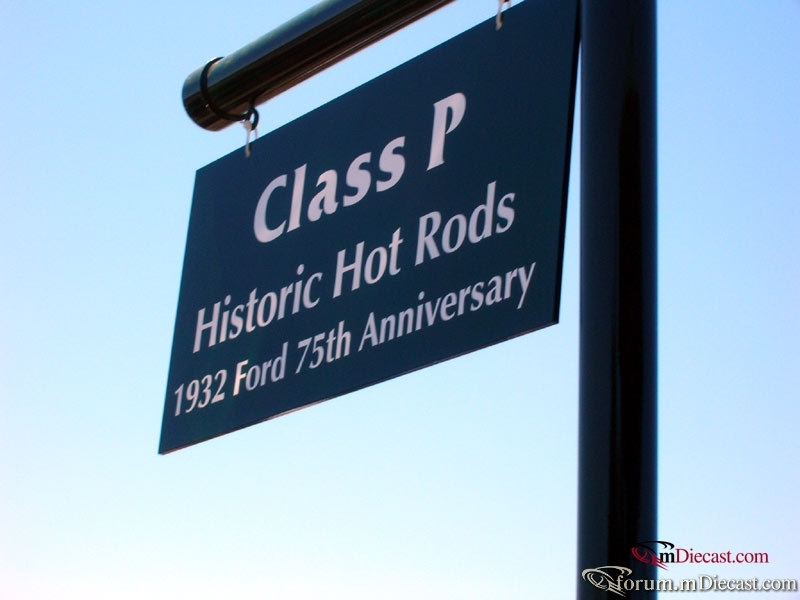 Class P
Historic Hot Rods
1932 Ford 75th Anniversary
mDiecast.com
forum.mDiecast.com